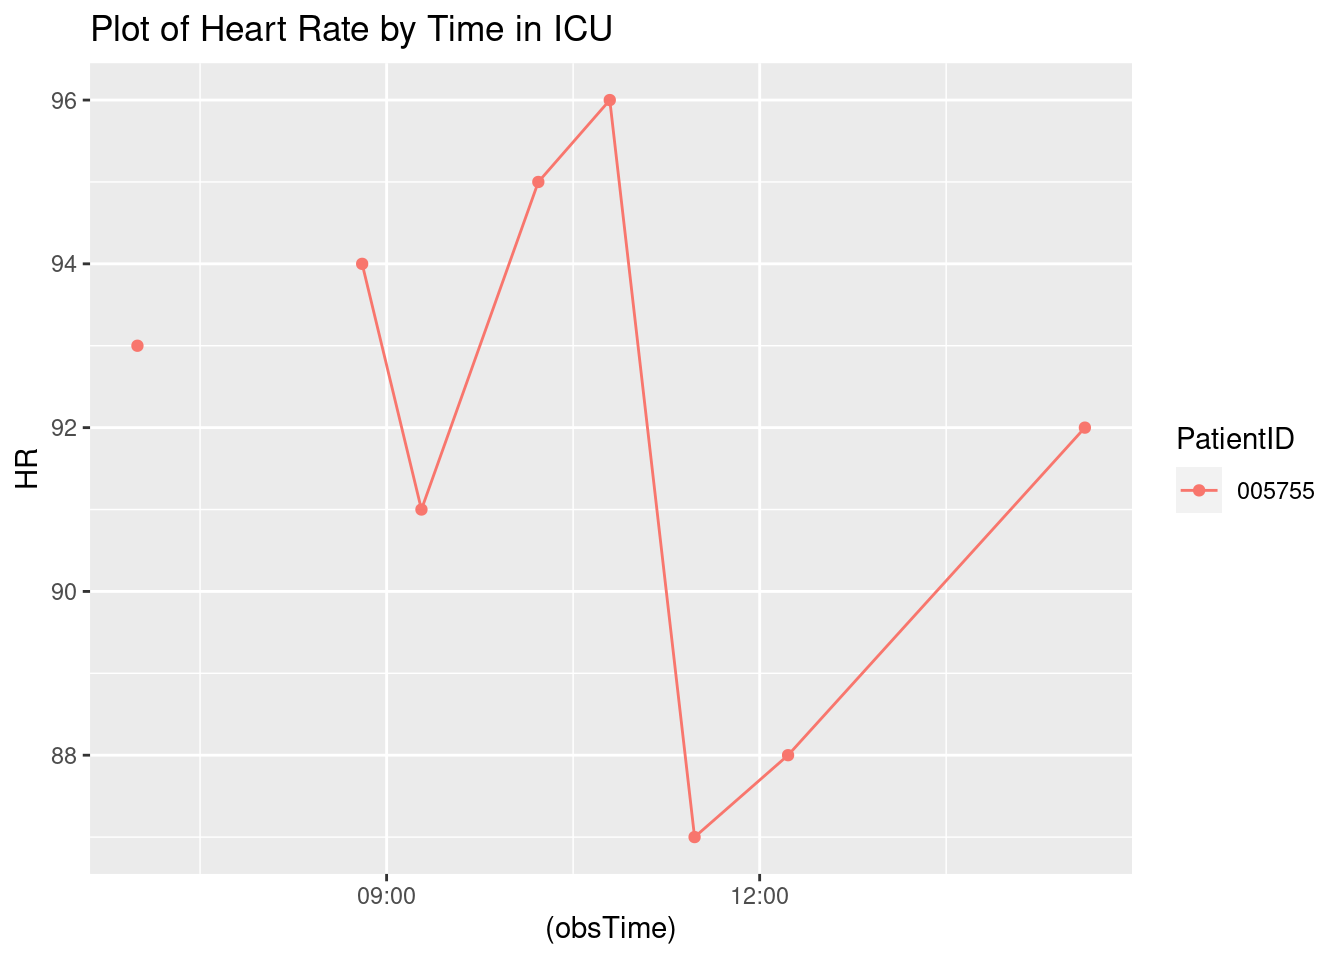 Plot of Heart Rate by Time in ICU
96
94
92
90
88
HR
09:00
12:00
(obsTime)
PatientID
005755